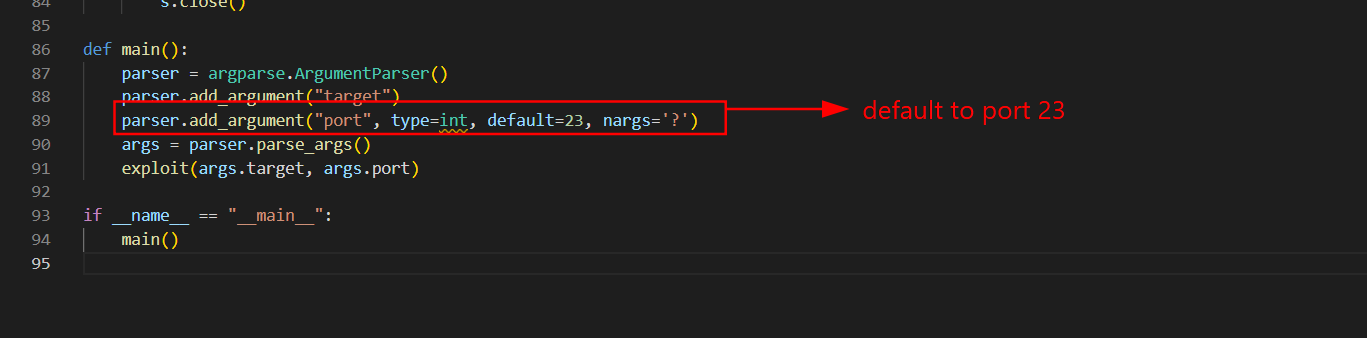 84 s.close()
85
86 def main():
87 parser = argparse.ArgumentParser()
88 parser.add_argument("target")
89 parser.add_argument("port", type=int, default=23, nargs='?') default to port 23
90 args = parser.parse_args()
91 exploit(args.target, args.port)
92
93 if __name__ == "__main__":
94 main()
95